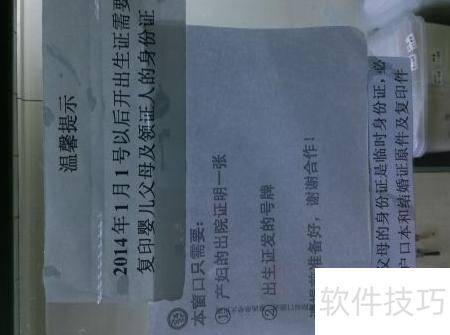 温馨提示
2014年1月1号以后开出生证需要
复印婴儿父母及领证人的身份证
本窗口只需要：
① 产妇的出院证明一张
② 出生证发的号牌
准备好，谢谢合作！
父母的身份证是临时身份证，必
户口本和结婚证原件及复印件
软件技巧